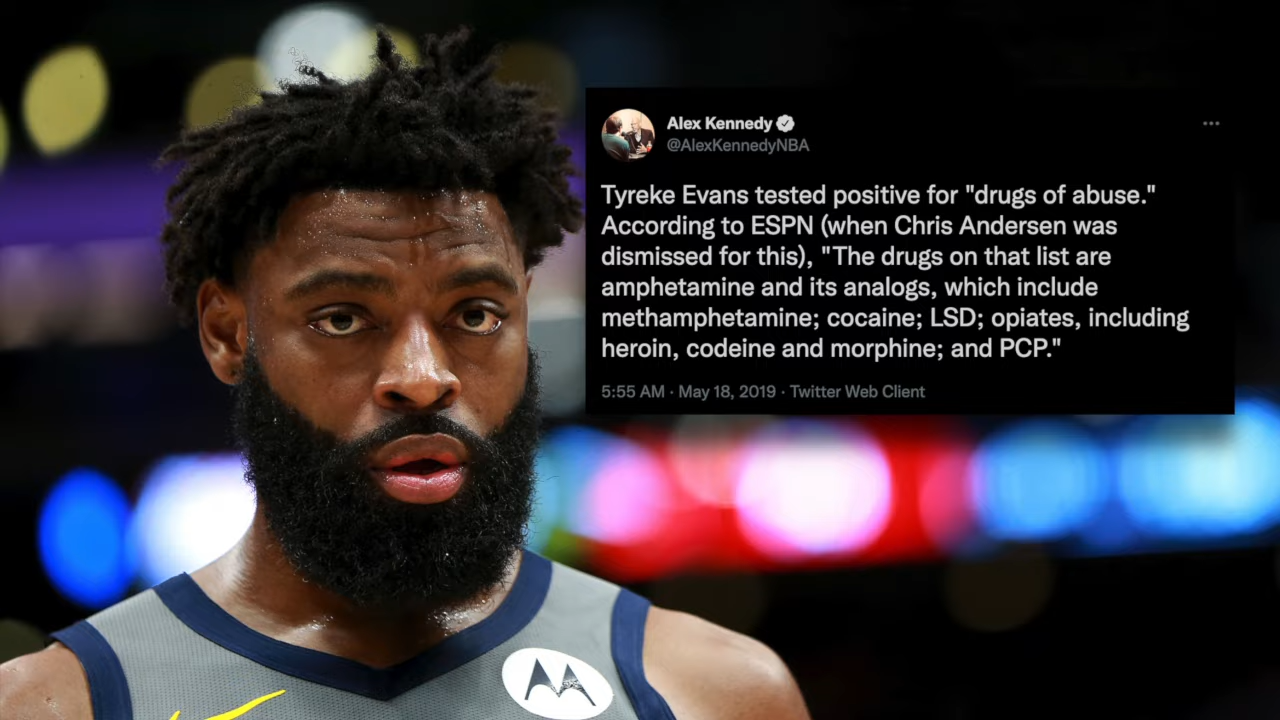 Alex Kennedy
@AlexKennedyNBA
Tyreke Evans tested positive for "drugs of abuse."
According to ESPN (when Chris Andersen was
dismissed for this), "The drugs on that list are
amphetamine and its analogs, which include
methamphetamine; cocaine; LSD; opiates, including
heroin, codeine and morphine; and PCP."
5:55 AM · May 18, 2019 · Twitter Web Client